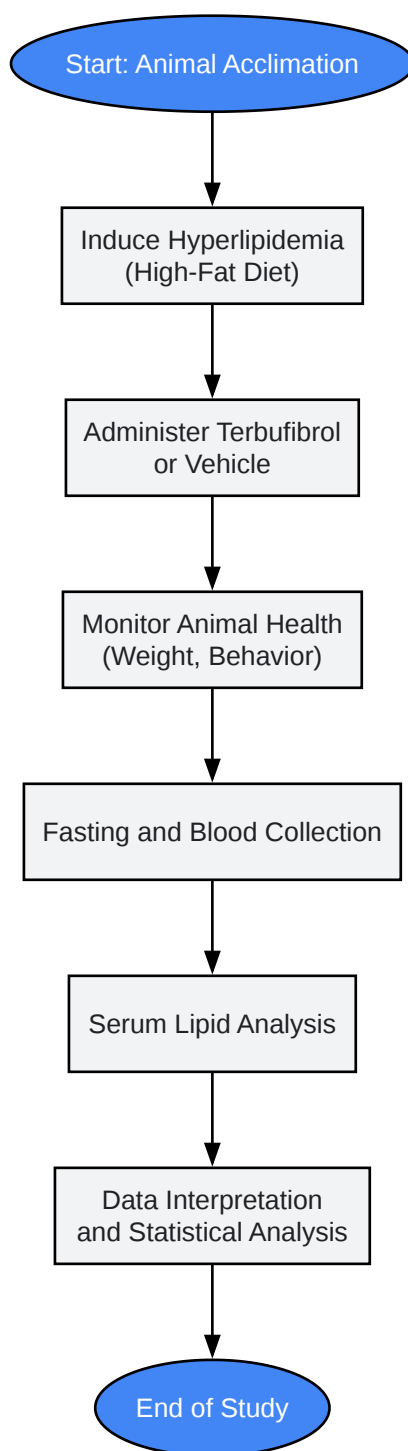 Start: Animal Acclimation
Induce Hyperlipidemia
(High-Fat Diet)
Administer Terbufibrol
or Vehicle
Monitor Animal Health
(Weight, Behavior)
Fasting and Blood Collection
Serum Lipid Analysis
Data Interpretation
and Statistical Analysis
End of Study